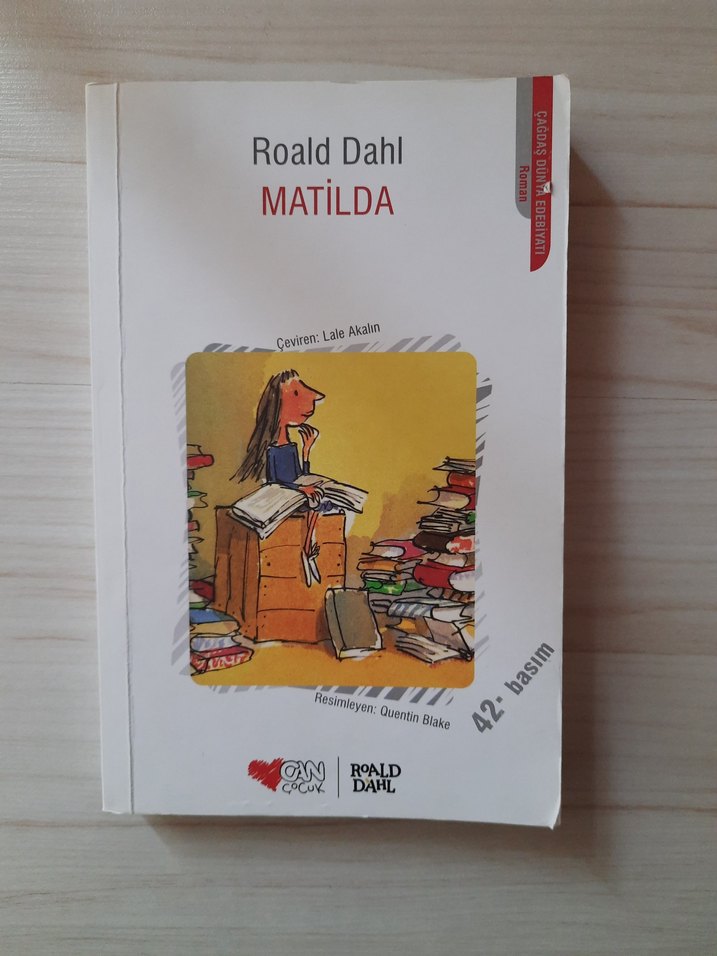 Roald Dahl
MATİLDA
ÇAĞDAŞ DÜNYA EDEBİYATI
Roman
Çeviren: Lale Akalın
Resimleyen: Quentin Blake
42. basım
CAN
ÇOCUK
ROALD
DAHL